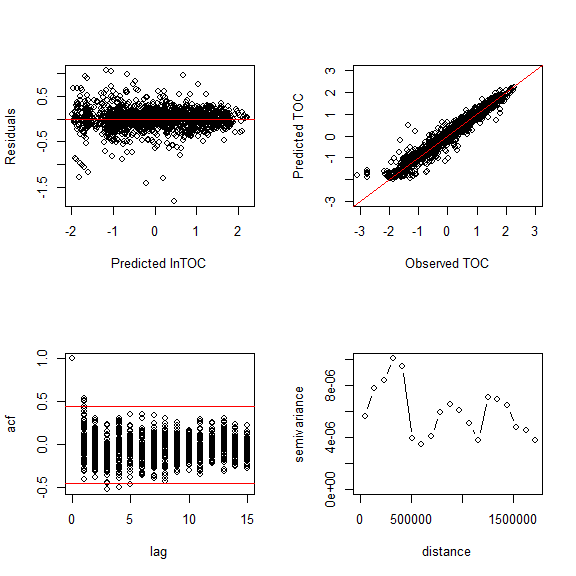 Residuals
-1.5
-0.5
0.5
-2
-1
0
1
2
Predicted lnTOC
Predicted TOC
-3
-1
0
1
2
3
-3
-2
-1
0
1
2
3
Observed TOC
acf
-0.5
0.0
0.5
1.0
0
5
10
15
lag
semivariance
0e+00
4e-06
8e-06
0
500000
1500000
distance